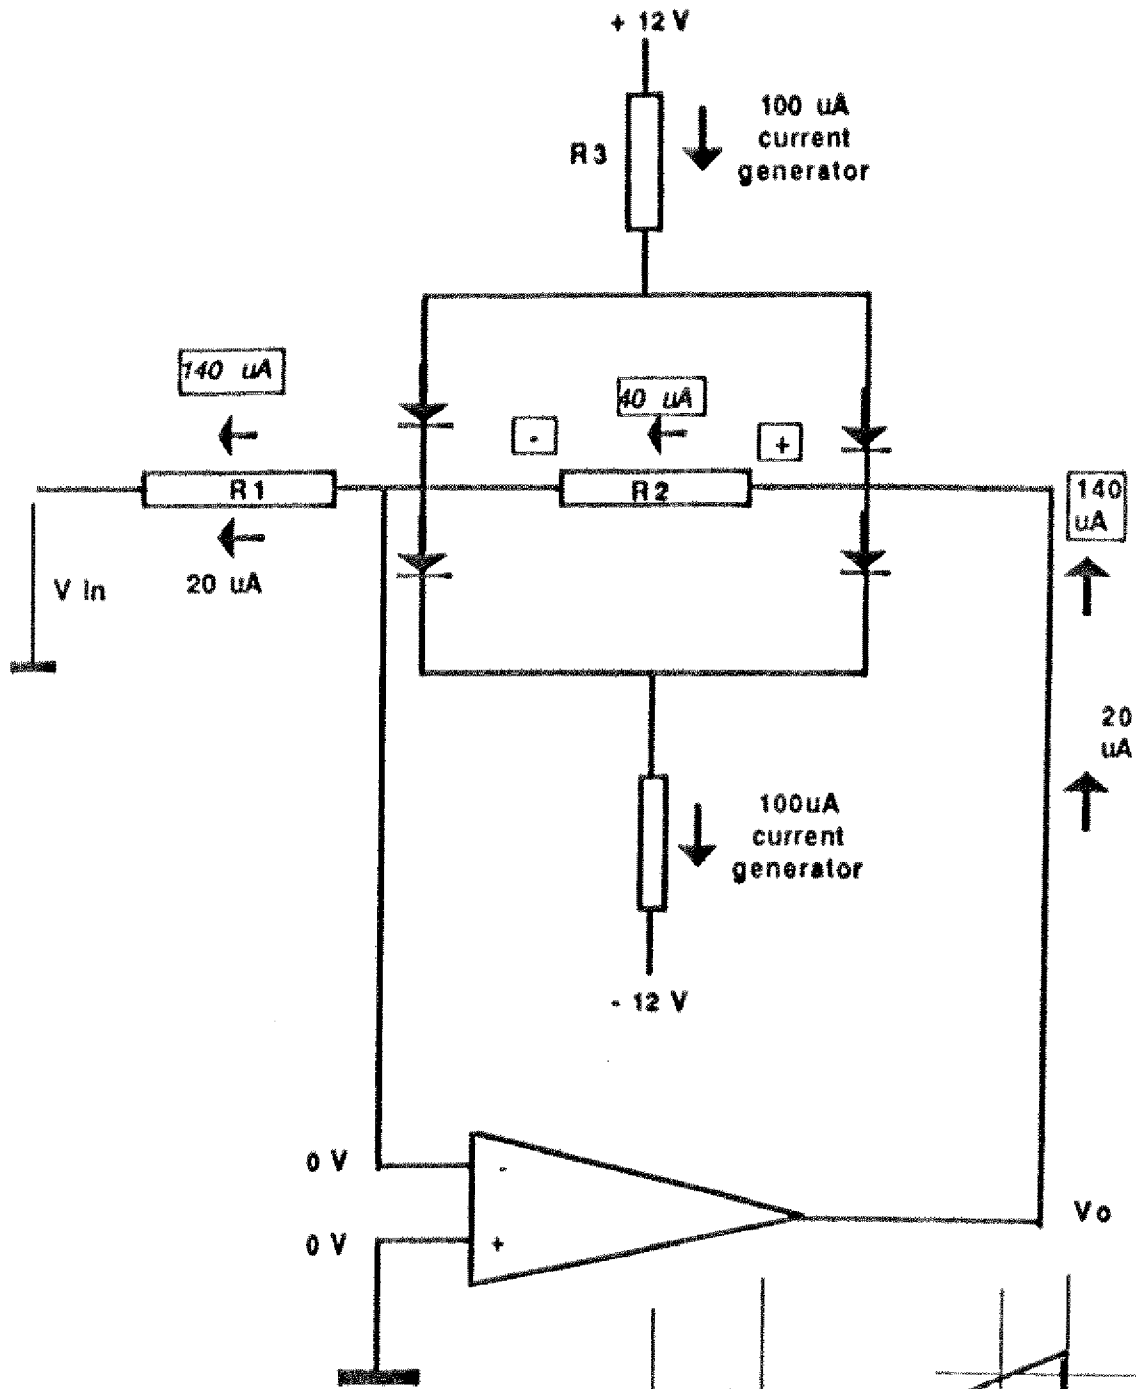 + 12 V
R3
100 uA
current
generator
140 uA
40 uA
-
+
R1
R2
140
uA
20 uA
V In
20
uA
100uA
current
generator
- 12 V
0 V
-
0 V
+
Vo